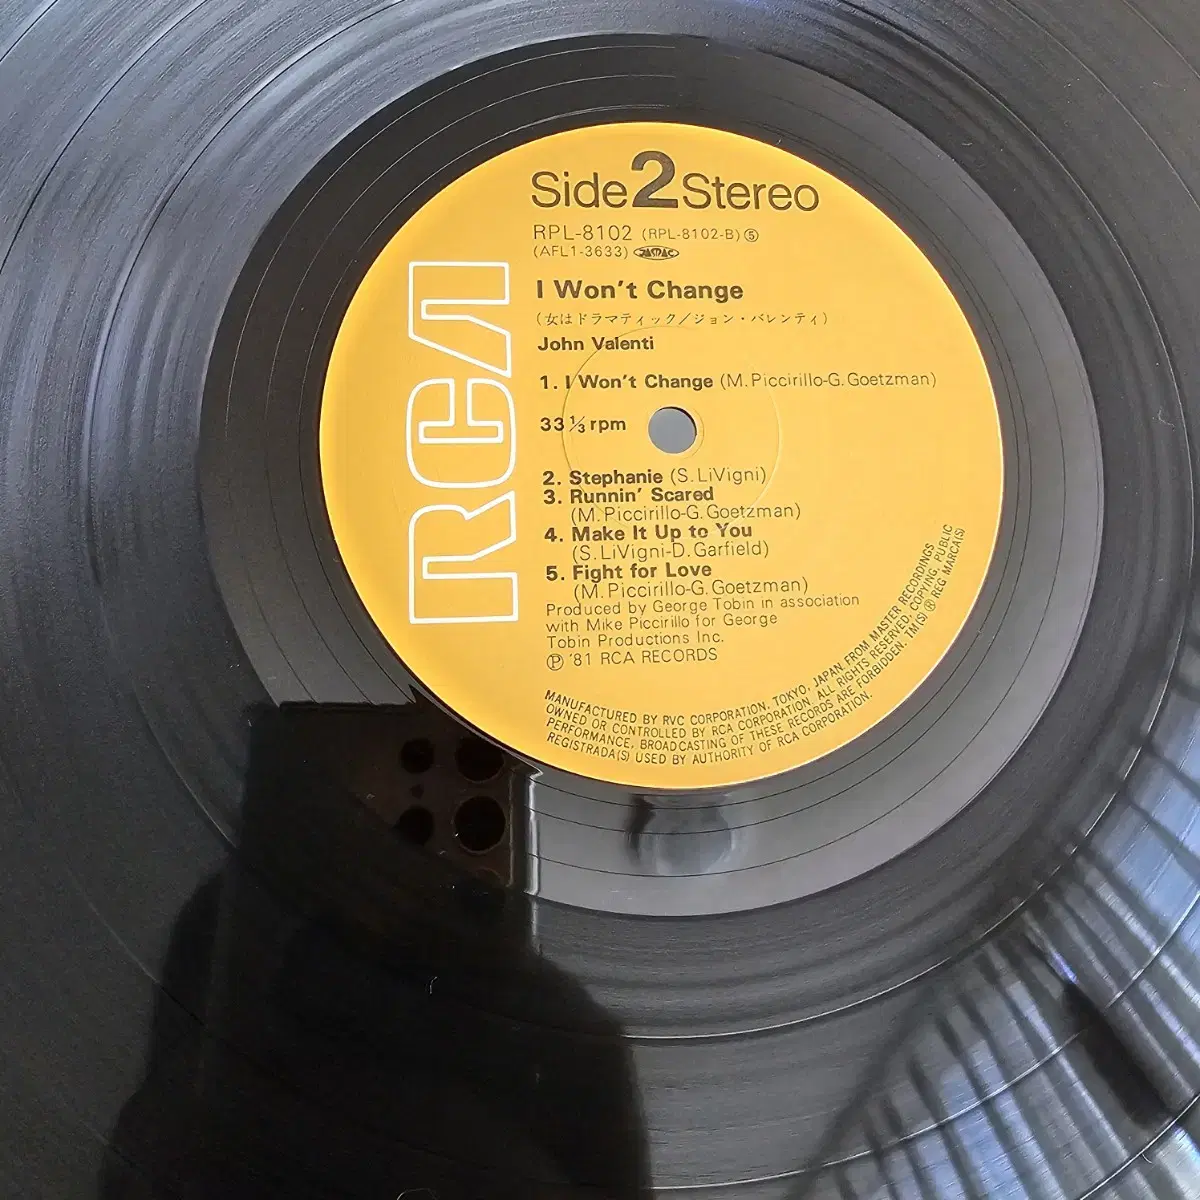 Side 2 Stereo
RPL-8102 (RPL-8102-B) ⑤
(AFL1-3633) JASRAC
I Won't Change
(女はドラマティック/ジョン・バレンティ)
John Valenti
1. I Won't Change (M. Piccirillo-G. Goetzman)
33 1/3 rpm
2. Stephanie (S. LiVigni)
3. Runnin' Scared
(M. Piccirillo-G. Goetzman)
4. Make It Up to You
(S. LiVigni-D. Garfield)
5. Fight for Love
(M. Piccirillo-G. Goetzman)
Produced by George Tobin in association
with Mike Piccirillo for George
Tobin Productions Inc.
Ⓟ '81 RCA RECORDS
MANUFACTURED BY RVC CORPORATION, TOKYO, JAPAN FROM MASTER RECORDINGS
OWNED OR CONTROLLED BY RCA CORPORATION. ALL RIGHTS RESERVED. COPYING, PUBLIC
PERFORMANCE, BROADCASTING OF THESE RECORDS ARE FORBIDDEN. TM(S) ® REG MARCA(S)
REGISTRADA(S) USED BY AUTHORITY OF RCA CORPORATION.
RCA